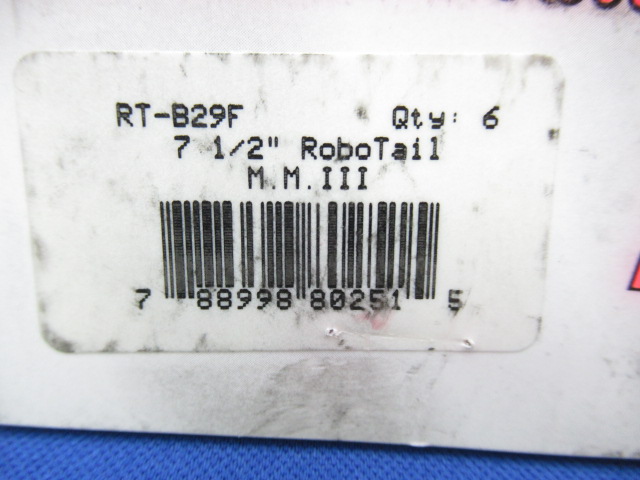 RT-B29F Qty: 6
7 1/2" RoboTail
M.M.III
7 88998 80251 5